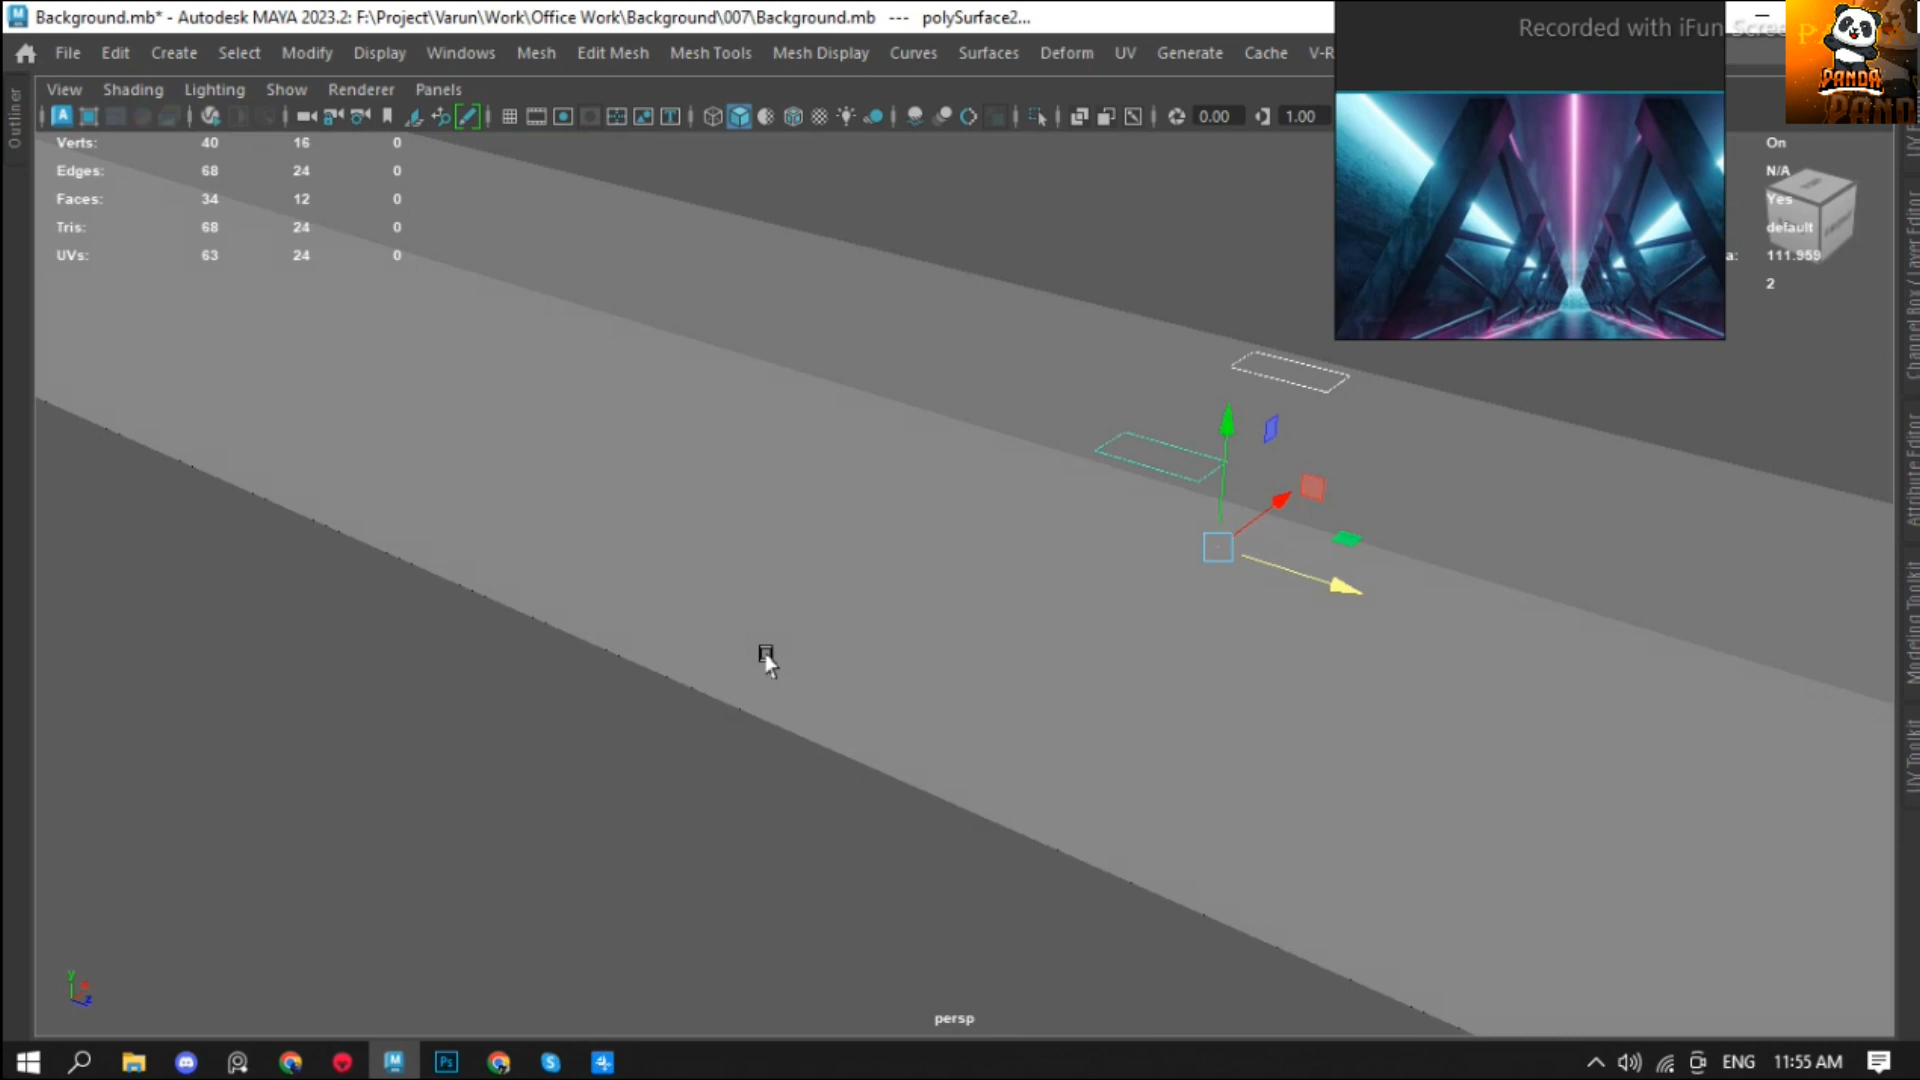 Background.mb* - Autodesk MAYA 2023.2: F:\Project\Varun\Work\Office Work\Background\007\Background.mb --- polySurface2...
Recorded with iFun Scree
File Edit Create Select Modify Display Windows Mesh Edit Mesh Mesh Tools Mesh Display Curves Surfaces Deform UV Generate Cache V-R
PANDA
PAND
View Shading Lighting Show Renderer Panels
0.00 1.00
Outliner
Verts: 40 16 0 On
Edges: 68 24 0 N/A
Faces: 34 12 0 Yes
Tris: 68 24 0 default
UVs: 63 24 0 a: 111.959
2
Channel Box / Layer Editor
Attribute Editor
Modeling Toolkit
UV Toolkit
y
z
persp
Ps
ENG 11:55 AM